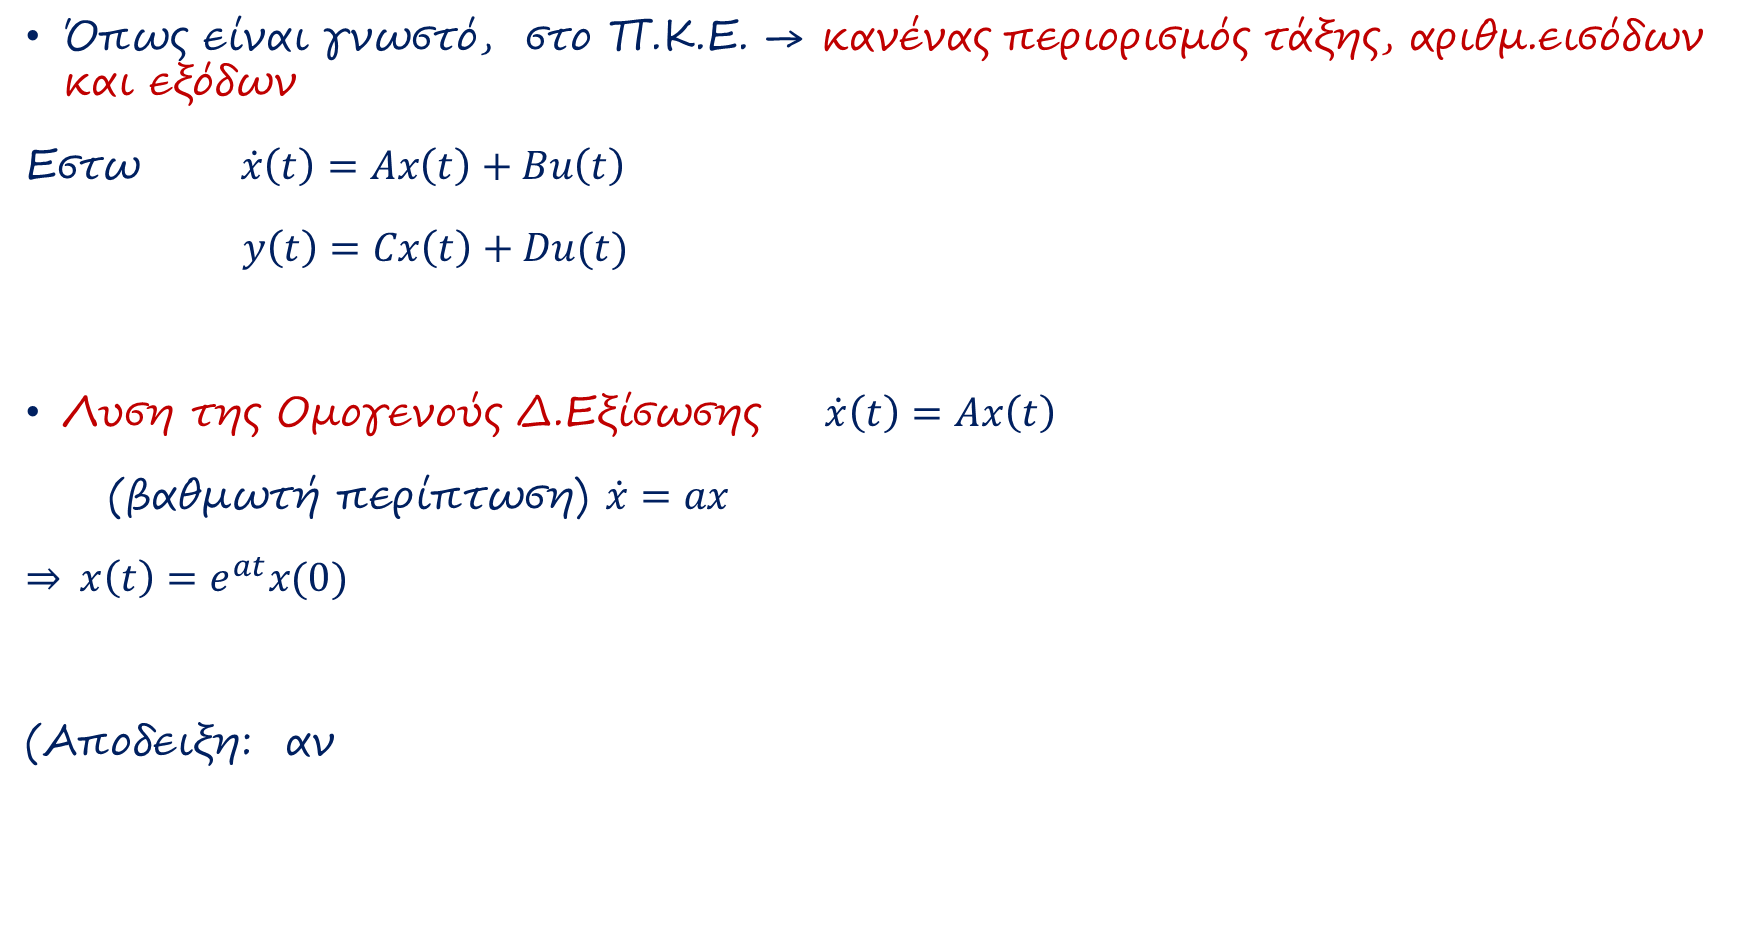 • Όπως είναι γνωστό, στο Π.Κ.Ε. → κανένας περιορισμός τάξης, αριθμ.εισόδων
και εξόδων
Εστω ẋ(t) = Ax(t) + Bu(t)
y(t) = Cx(t) + Du(t)
• Λυση της Ομογενούς Δ.Εξίσωσης ẋ(t) = Ax(t)
(βαθμωτή περίπτωση) ẋ = ax
⇒ x(t) = e^{at}x(0)
(Αποδειξη: αν